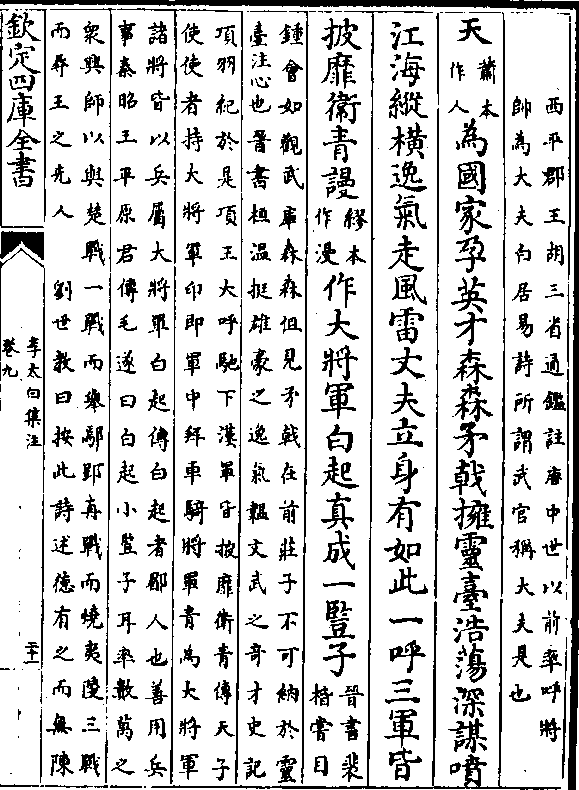 西平郡王胡三省通鑑註唐中世以前率呼將
帥為大夫白居易詩所謂武官稱大夫是也
天蕭本作人為國家孕英才森森矛戟擁靈臺浩蕩深謀噴
江海縱橫逸氣走風雷丈夫立身有如此一呼三軍皆
披靡衛青謾繆本作漫作大將軍白起真成一豎子晉書裴楷嘗目
鍾會如觀武庫森森但見矛戟在前莊子不可納於靈
臺注心也晉書桓溫挺雄豪之逸氣韞文武之奇才史記
項羽紀於是項王大呼馳下漢軍皆披靡衛青傳天子
使使者持大將軍印即軍中拜車騎將軍青為大將軍
諸將皆以兵屬大將軍白起傳白起者郿人也善用兵
事秦昭王平原君傳毛遂曰白起小豎子耳率數萬之
衆興師以與楚戰一戰而舉鄢郢再戰而燒夷陵三戰
而辱王之先人　劉世教曰按此詩述德有之而無陳
欽定四庫全書
李太白集注
卷九
二十一